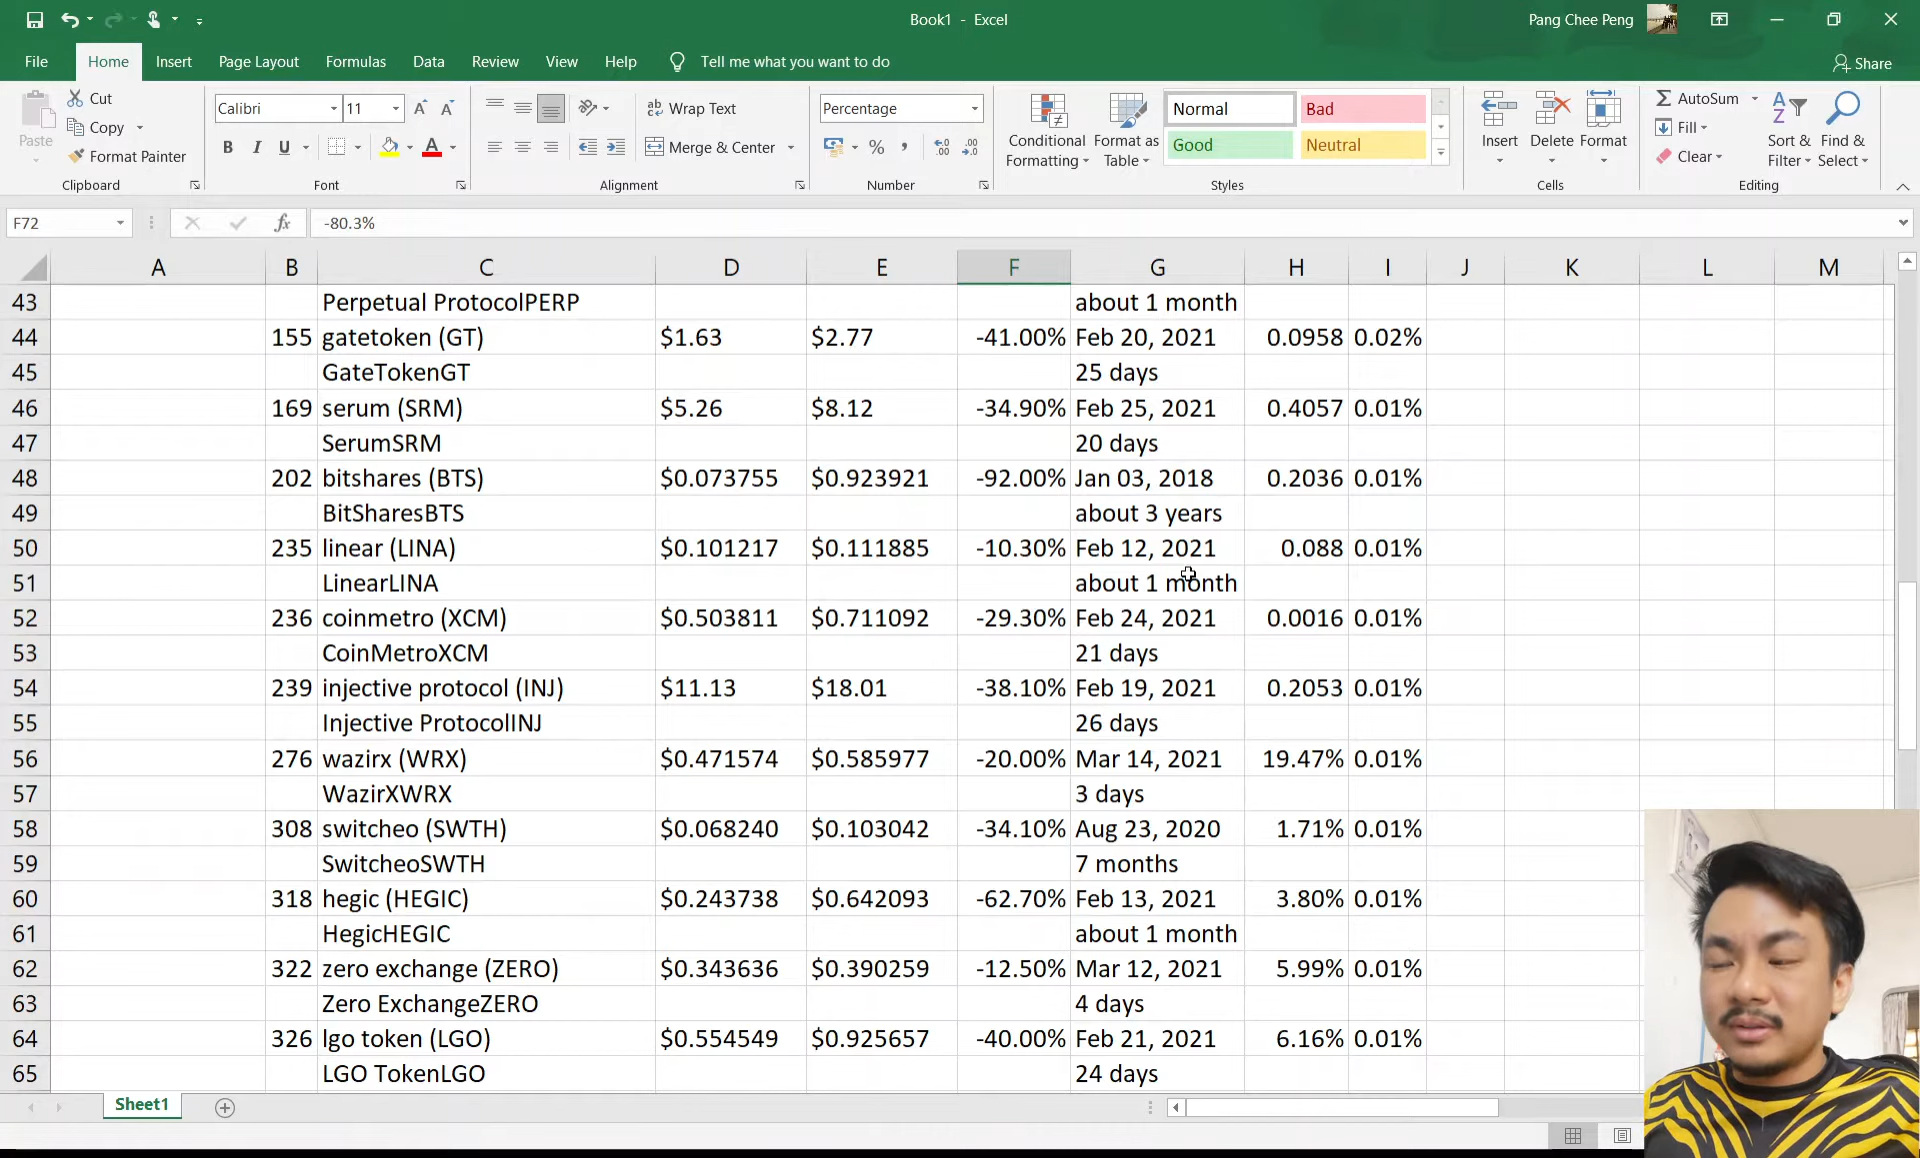 Book1 - Excel
Pang Chee Peng
File Home Insert Page Layout Formulas Data Review View Help Tell me what you want to do
Share
Paste
Cut
Copy
Format Painter
Clipboard
Calibri 11
B I U
Font
Wrap Text
Merge & Center
Alignment
Percentage
Number
Conditional Formatting
Format as Table
Normal Bad
Good Neutral
Styles
Insert Delete Format
Cells
AutoSum
Fill
Clear
Sort & Filter
Find & Select
Editing
F72 fx -80.3%
A B C D E F G H I J K L M
43 Perpetual ProtocolPERP about 1 month
44 155 gatetoken (GT) $1.63 $2.77 -41.00% Feb 20, 2021 0.0958 0.02%
45 GateTokenGT 25 days
46 169 serum (SRM) $5.26 $8.12 -34.90% Feb 25, 2021 0.4057 0.01%
47 SerumSRM 20 days
48 202 bitshares (BTS) $0.073755 $0.923921 -92.00% Jan 03, 2018 0.2036 0.01%
49 BitSharesBTS about 3 years
50 235 linear (LINA) $0.101217 $0.111885 -10.30% Feb 12, 2021 0.088 0.01%
51 LinearLINA about 1 month
52 236 coinmetro (XCM) $0.503811 $0.711092 -29.30% Feb 24, 2021 0.0016 0.01%
53 CoinMetroXCM 21 days
54 239 injective protocol (INJ) $11.13 $18.01 -38.10% Feb 19, 2021 0.2053 0.01%
55 Injective ProtocolINJ 26 days
56 276 wazirx (WRX) $0.471574 $0.585977 -20.00% Mar 14, 2021 19.47% 0.01%
57 WazirXWRX 3 days
58 308 switcheo (SWTH) $0.068240 $0.103042 -34.10% Aug 23, 2020 1.71% 0.01%
59 SwitcheoSWTH 7 months
60 318 hegic (HEGIC) $0.243738 $0.642093 -62.70% Feb 13, 2021 3.80% 0.01%
61 HegicHEGIC about 1 month
62 322 zero exchange (ZERO) $0.343636 $0.390259 -12.50% Mar 12, 2021 5.99% 0.01%
63 Zero ExchangeZERO 4 days
64 326 lgo token (LGO) $0.554549 $0.925657 -40.00% Feb 21, 2021 6.16% 0.01%
65 LGO TokenLGO 24 days
Sheet1